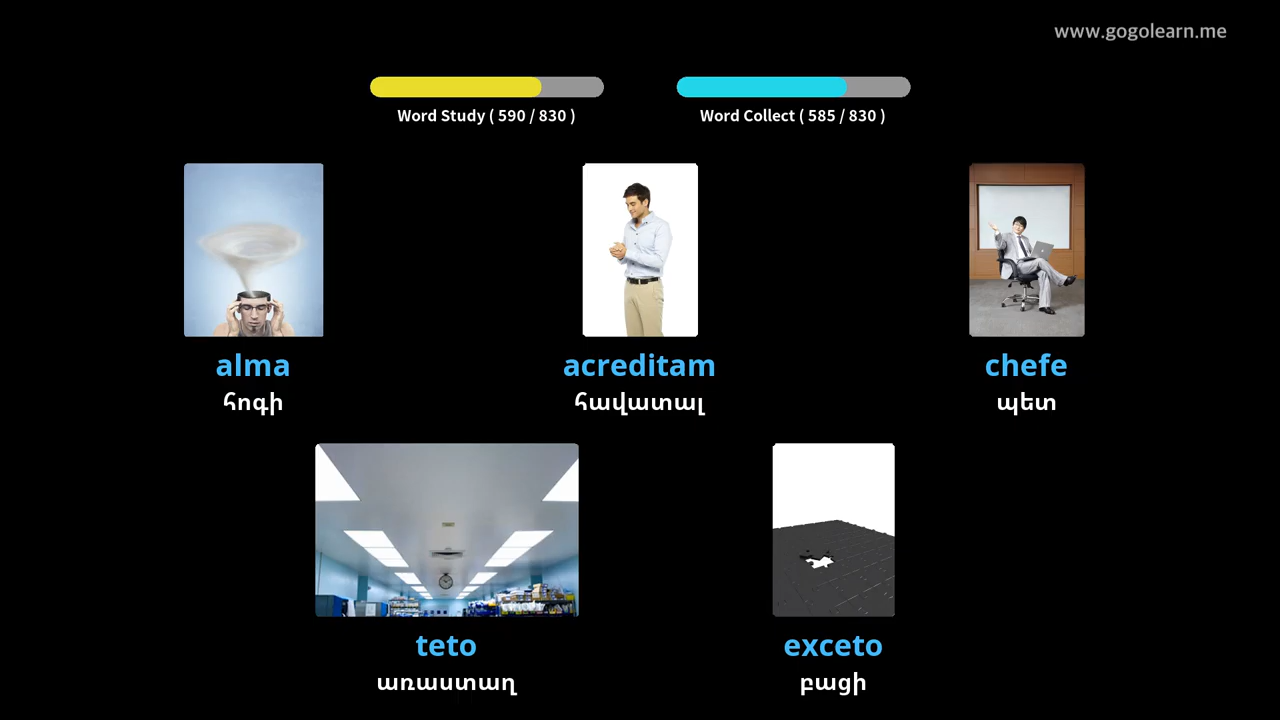 www.gogolearn.me
Word Study ( 590 / 830 )
Word Collect ( 585 / 830 )
alma
հոգի
acreditam
հավատալ
chefe
պետ
teto
առաստաղ
exceto
բացի